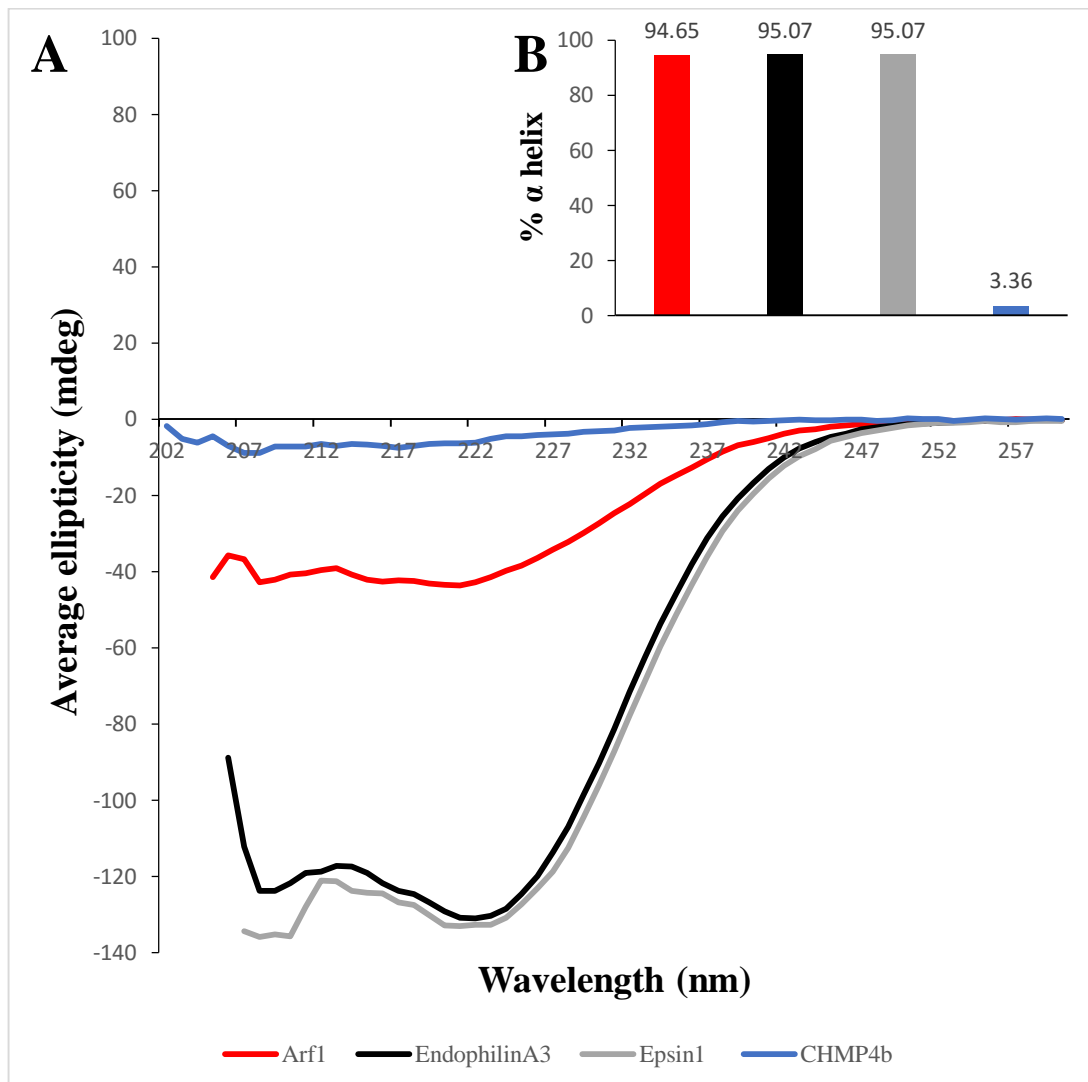 A
Average ellipticity (mdeg)
100
80
60
40
20
0
-20
-40
-60
-80
-100
-120
-140
202 207 212 217 222 227 232 237 242 247 252 257
Wavelength (nm)
B
% α helix
100
80
60
40
20
0
94.65 95.07 95.07 3.36
Arf1 EndophilinA3 Epsin1 CHMP4b